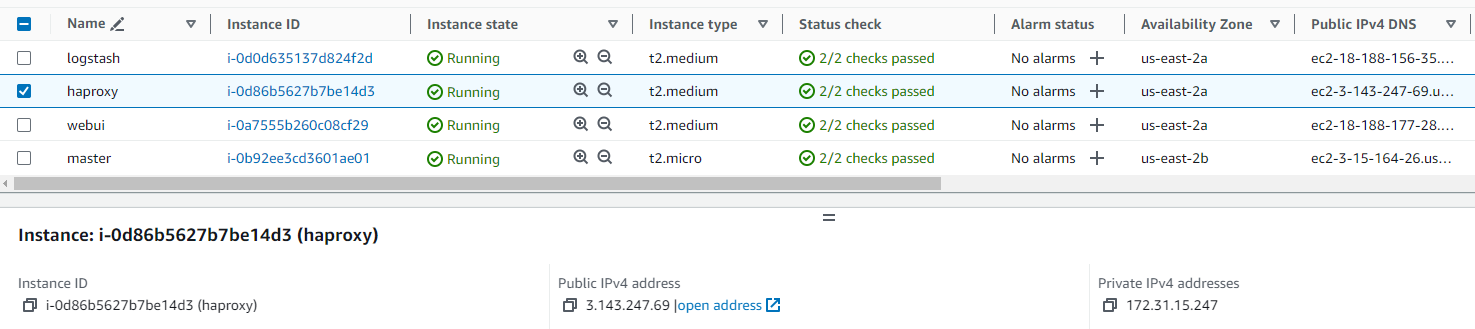 Name Instance ID Instance state Instance type Status check Alarm status Availability Zone Public IPv4 DNS
logstash i-0d0d635137d824f2d Running t2.medium 2/2 checks passed No alarms + us-east-2a ec2-18-188-156-35....
haproxy i-0d86b5627b7be14d3 Running t2.medium 2/2 checks passed No alarms + us-east-2a ec2-3-143-247-69.u...
webui i-0a7555b260c08cf29 Running t2.medium 2/2 checks passed No alarms + us-east-2a ec2-18-188-177-28....
master i-0b92ee3cd3601ae01 Running t2.micro 2/2 checks passed No alarms + us-east-2b ec2-3-15-164-26.us...
Instance: i-0d86b5627b7be14d3 (haproxy)
Instance ID Public IPv4 address Private IPv4 addresses
i-0d86b5627b7be14d3 (haproxy) 3.143.247.69 |open address 172.31.15.247